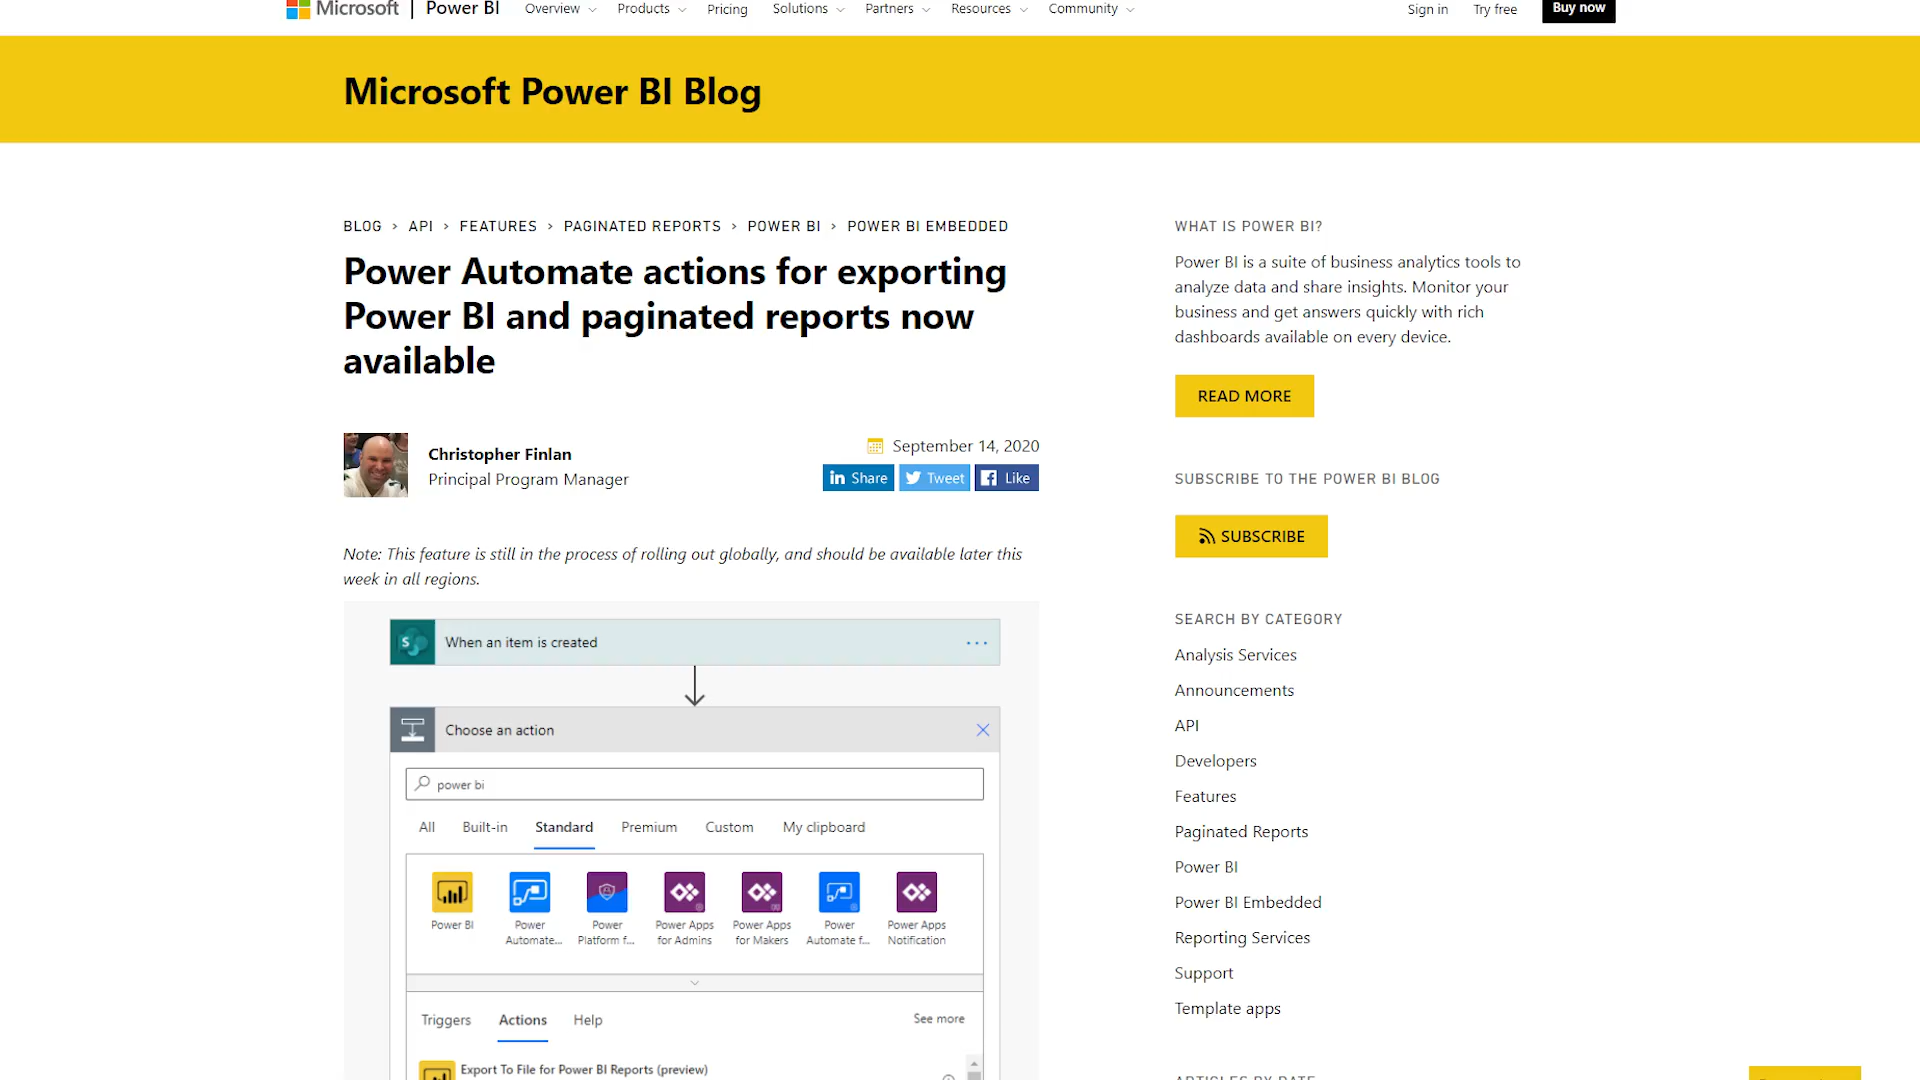 Microsoft | Power BI Overview Products Pricing Solutions Partners Resources Community Sign in Try free Buy now
Microsoft Power BI Blog
BLOG > API > FEATURES > PAGINATED REPORTS > POWER BI > POWER BI EMBEDDED
Power Automate actions for exporting
Power BI and paginated reports now
available
Christopher Finlan
Principal Program Manager
September 14, 2020
in Share Tweet Like
Note: This feature is still in the process of rolling out globally, and should be available later this
week in all regions.
S When an item is created ...
Choose an action
power bi
All Built-in Standard Premium Custom My clipboard
Power BI
Power
Automate...
Power
Platform f...
Power Apps
for Admins
Power Apps
for Makers
Power
Automate f...
Power Apps
Notification
Triggers Actions Help See more
Export To File for Power BI Reports (preview)
WHAT IS POWER BI?
Power BI is a suite of business analytics tools to
analyze data and share insights. Monitor your
business and get answers quickly with rich
dashboards available on every device.
READ MORE
SUBSCRIBE TO THE POWER BI BLOG
SUBSCRIBE
SEARCH BY CATEGORY
Analysis Services
Announcements
API
Developers
Features
Paginated Reports
Power BI
Power BI Embedded
Reporting Services
Support
Template apps
ARTICLES BY DATE